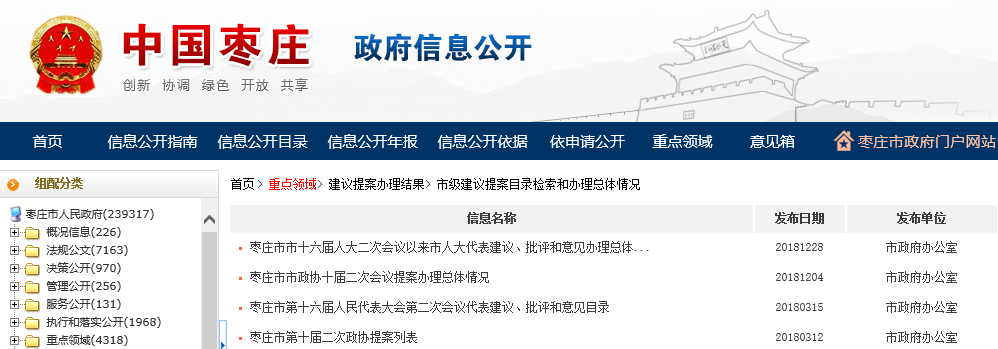 中国枣庄
政府信息公开
创新 协调 绿色 开放 共享
首页 信息公开指南 信息公开目录 信息公开年报 信息公开依据 依申请公开 重点领域 意见箱 枣庄市政府门户网站
组配分类
枣庄市人民政府(239317)
概况信息(226)
法规公文(7163)
决策公开(970)
管理公开(256)
服务公开(131)
执行和落实公开(1968)
重点领域(4318)
首页> 重点领域> 建议提案办理结果> 市级建议提案目录检索和办理总体情况
信息名称 发布日期 发布单位
枣庄市市十六届人大二次会议以来市人大代表建议、批评和意见办理总体... 20181228 市政府办公室
枣庄市市政协十届二次会议提案办理总体情况 20181204 市政府办公室
枣庄市第十六届人民代表大会第二次会议代表建议、批评和意见目录 20180315 市政府办公室
枣庄市第十届二次政协提案列表 20180312 市政府办公室